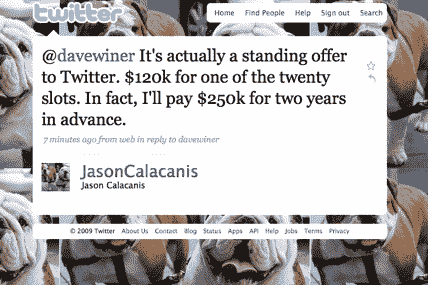 twitter
Home Find People Help Sign out Search
@davewiner It's actually a standing offer
to Twitter. $120k for one of the twenty
slots. In fact, I'll pay $250k for two years
in advance.
7 minutes ago from web in reply to davewiner
JasonCalacanis
Jason Calacanis
© 2009 Twitter About Us Contact Blog Status Apps API Help Jobs Terms Privacy